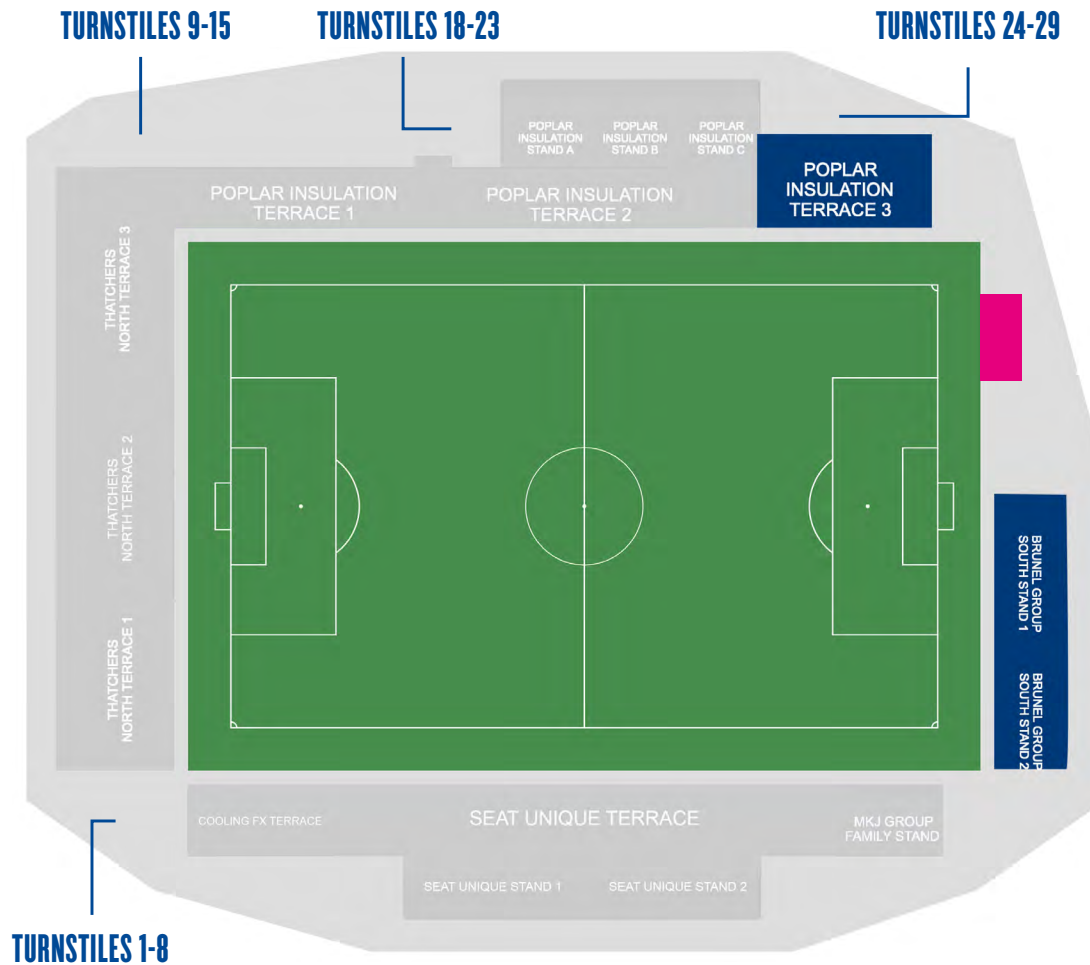 TURNSTILES 9-15
TURNSTILES 18-23
TURNSTILES 24-29
POPLAR
INSULATION
STAND A
POPLAR
INSULATION
STAND B
POPLAR
INSULATION
STAND C
POPLAR INSULATION
TERRACE 1
POPLAR INSULATION
TERRACE 2
POPLAR
INSULATION
TERRACE 3
THATCHERS
NORTH TERRACE 3
THATCHERS
NORTH TERRACE 2
THATCHERS
NORTH TERRACE 1
BRUNEL GROUP
SOUTH STAND 1
BRUNEL GROUP
SOUTH STAND 2
COOLING FX TERRACE
SEAT UNIQUE TERRACE
MKJ GROUP
FAMILY STAND
SEAT UNIQUE STAND 1
SEAT UNIQUE STAND 2
TURNSTILES 1-8